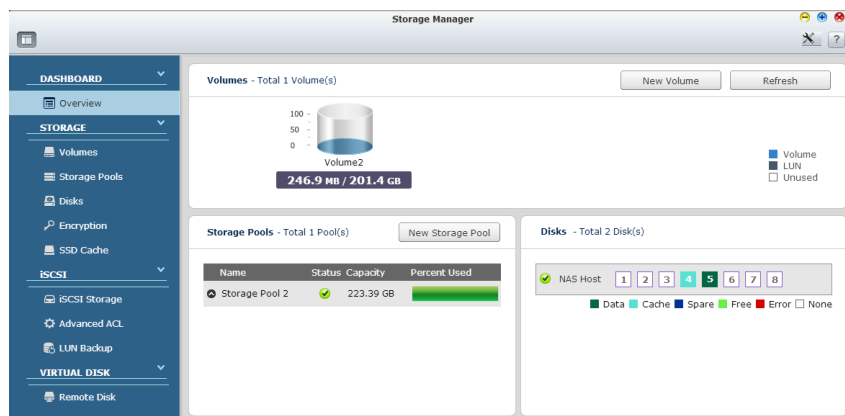 Storage Manager
?
DASHBOARD
Overview
STORAGE
Volumes
Storage Pools
Disks
Encryption
SSD Cache
iSCSI
iSCSI Storage
Advanced ACL
LUN Backup
VIRTUAL DISK
Remote Disk
Volumes - Total 1 Volume(s)
New Volume Refresh
100
50
0
Volume2
246.9 MB / 201.4 GB
Volume
LUN
Unused
Storage Pools - Total 1 Pool(s) New Storage Pool
Name Status Capacity Percent Used
Storage Pool 2 223.39 GB
Disks - Total 2 Disk(s)
NAS Host 1 2 3 4 5 6 7 8
Data Cache Spare Free Error None